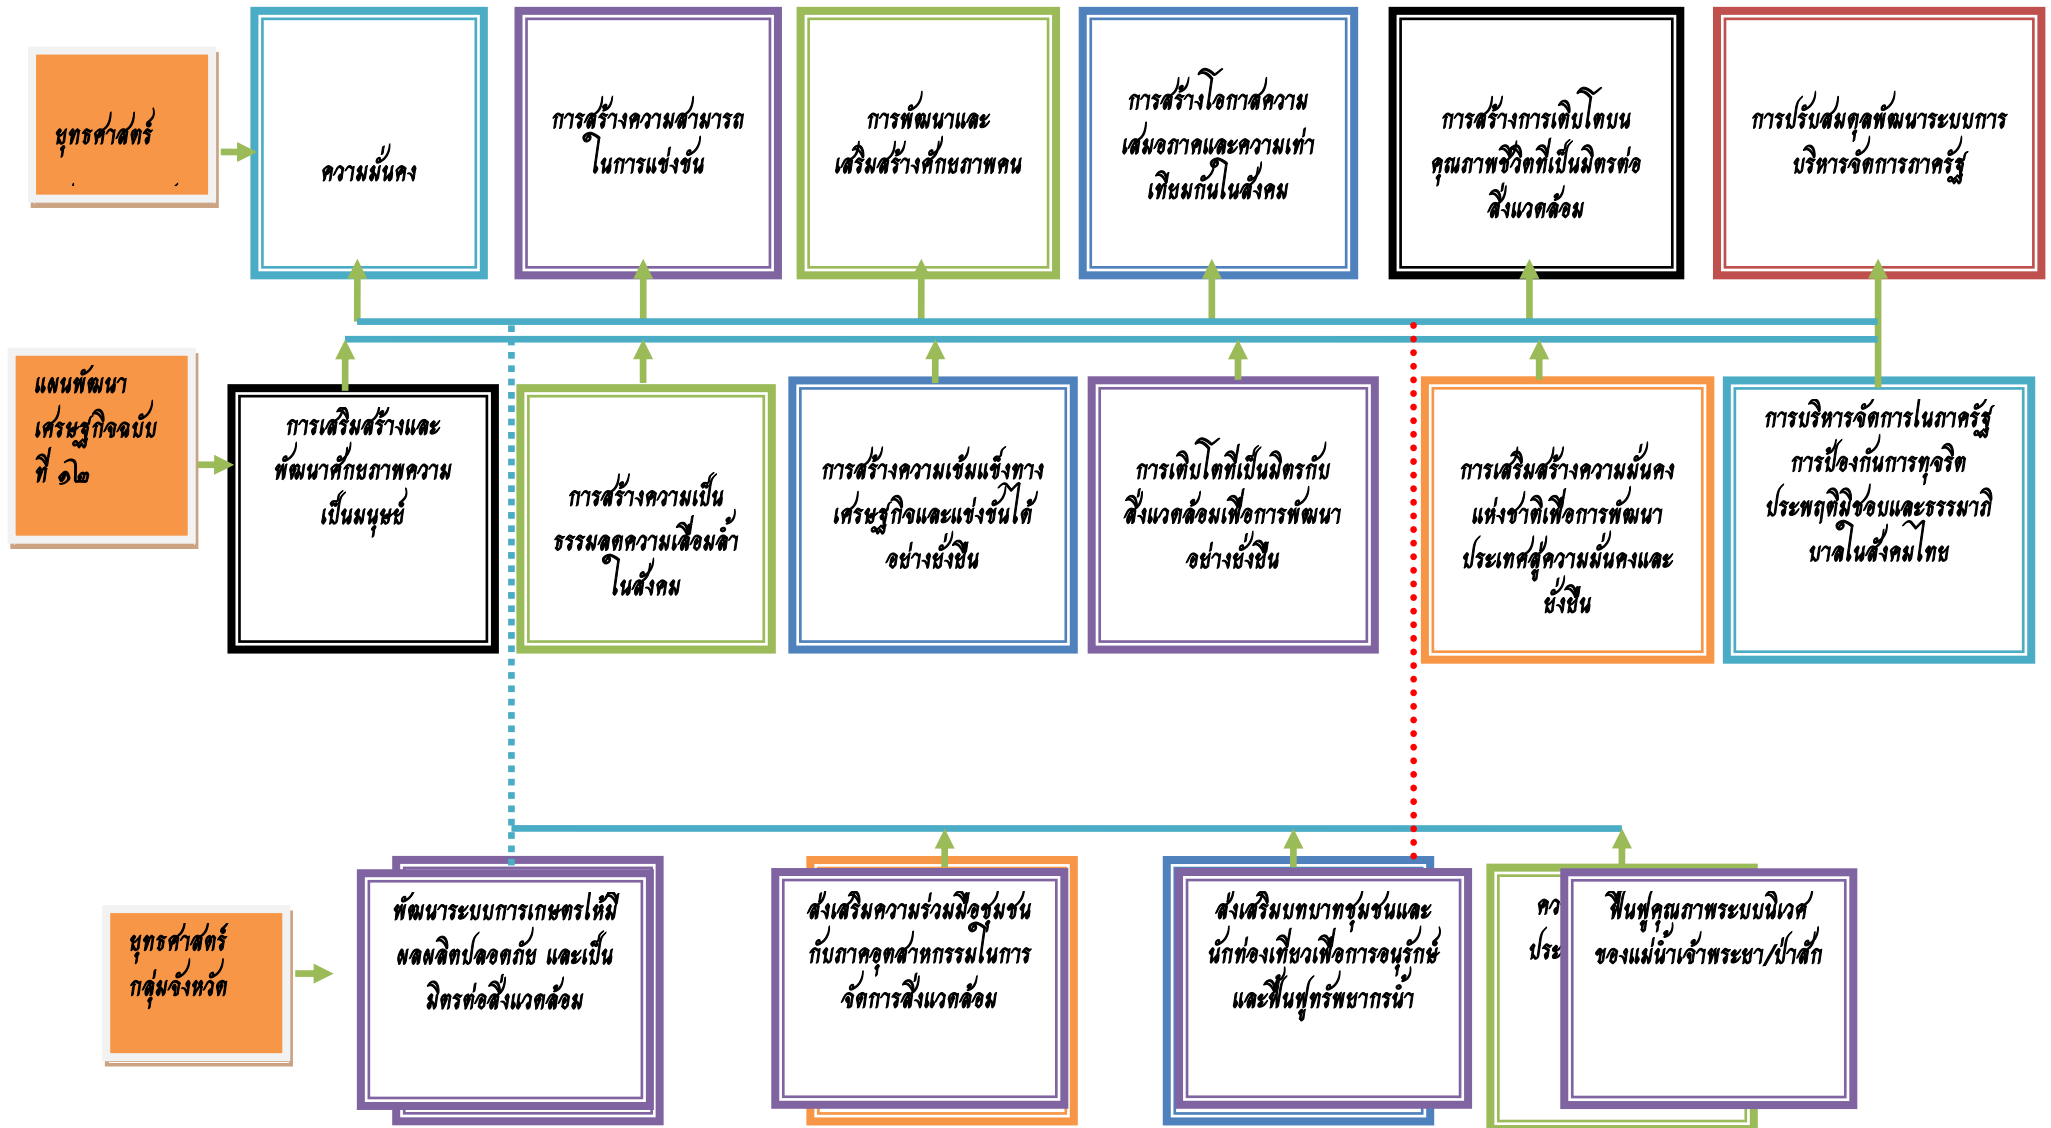 ยุทธศาสตร์
ความมั่นคง
การสร้างความสามารถ
ในการแข่งขัน
การพัฒนาและ
เสริมสร้างศักยภาพคน
การสร้างโอกาสความ
เสมอภาคและความเท่า
เทียมกันในสังคม
การสร้างการเติบโตบน
คุณภาพชีวิตที่เป็นมิตรต่อ
สิ่งแวดล้อม
การปรับสมดุลพัฒนาระบบการ
บริหารจัดการภาครัฐ
แผนพัฒนา
เศรษฐกิจฉบับ
ที่ ๑๒
การเสริมสร้างและ
พัฒนาศักยภาพความ
เป็นมนุษย์
การสร้างความเป็น
ธรรมลดความเลื่อมล้ำ
ในสังคม
การสร้างความเข้มแข็งทาง
เศรษฐกิจและแข่งขันได้
อย่างยั่งยืน
การเติบโตที่เป็นมิตรกับ
สิ่งแวดล้อมเพื่อการพัฒนา
อย่างยั่งยืน
การเสริมสร้างความมั่นคง
แห่งชาติเพื่อการพัฒนา
ประเทศสู่ความมั่นคงและ
ยั่งยืน
การบริหารจัดการในภาครัฐ
การป้องกันการทุจริต
ประพฤติมิชอบและธรรมาภิ
บาลในสังคมไทย
ยุทธศาสตร์
กลุ่มจังหวัด
พัฒนาระบบการเกษตรให้มี
ผลผลิตปลอดภัย และเป็น
มิตรต่อสิ่งแวดล้อม
ส่งเสริมความร่วมมือชุมชน
กับภาคอุตสาหกรรมในการ
จัดการสิ่งแวดล้อม
ส่งเสริมบทบาทชุมชนและ
นักท่องเที่ยวเพื่อการอนุรักษ์
และฟื้นฟูทรัพยากรน้ำ
ฟื้นฟูคุณภาพระบบนิเวศ
ของแม่น้ำเจ้าพระยา/ป่าสัก